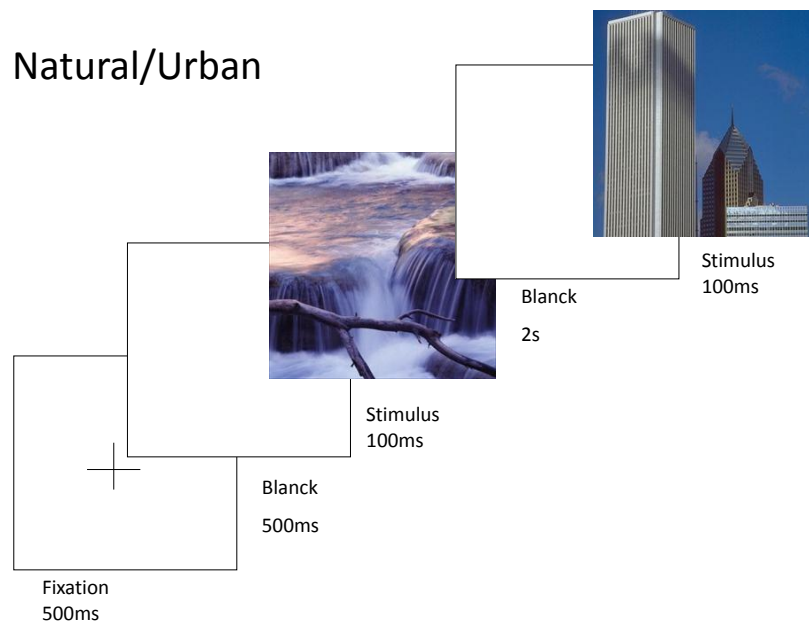 Natural/Urban
Stimulus
100ms
Blanck
2s
Stimulus
100ms
Blanck
500ms
Fixation
500ms